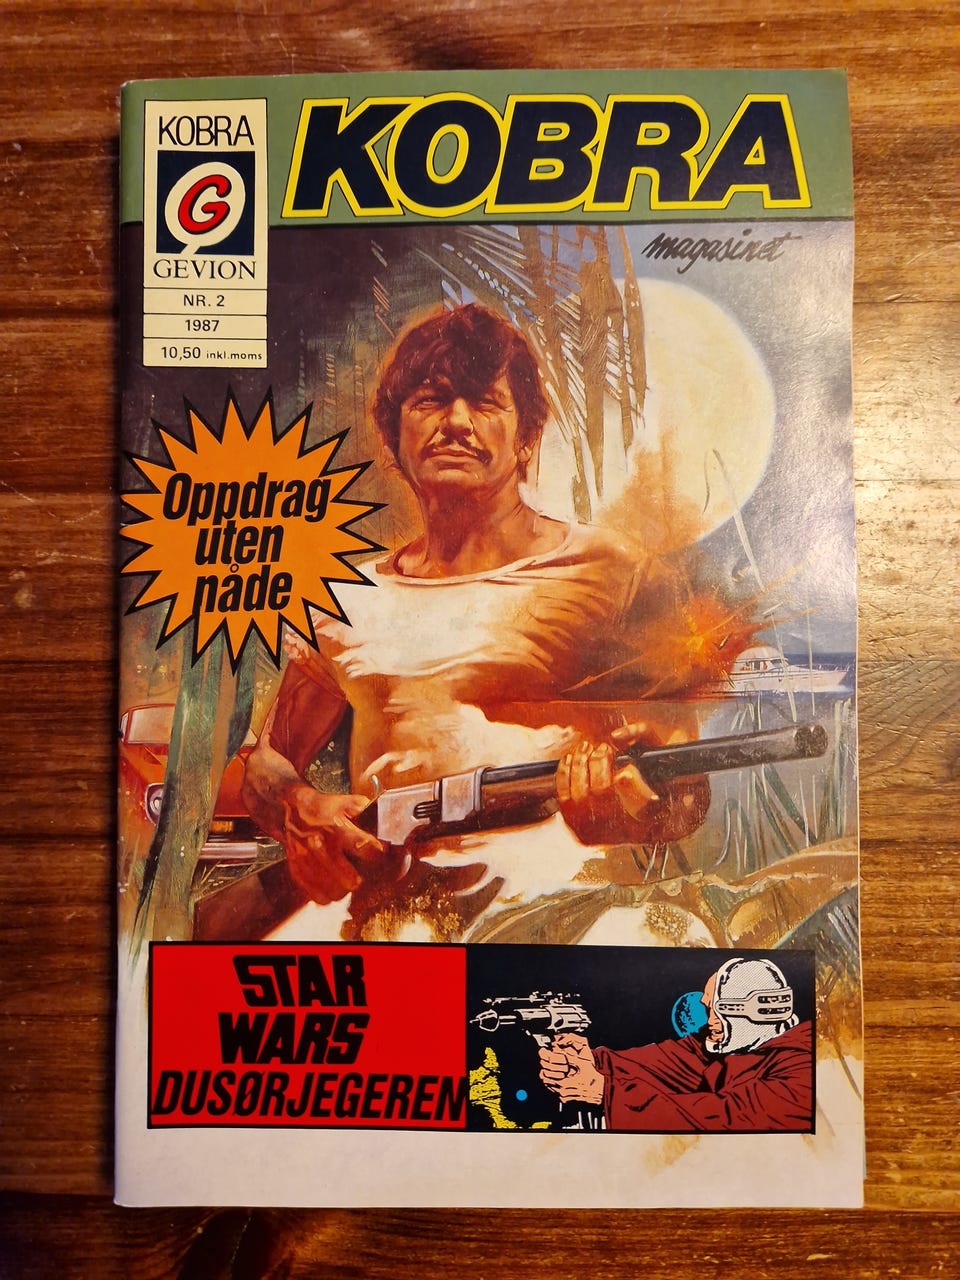 KOBRA
G
GEVION
NR. 2
1987
10,50 inkl.moms
KOBRA
magasinet
Oppdrag
uten
nåde
STAR
WARS
DUSØRJEGEREN